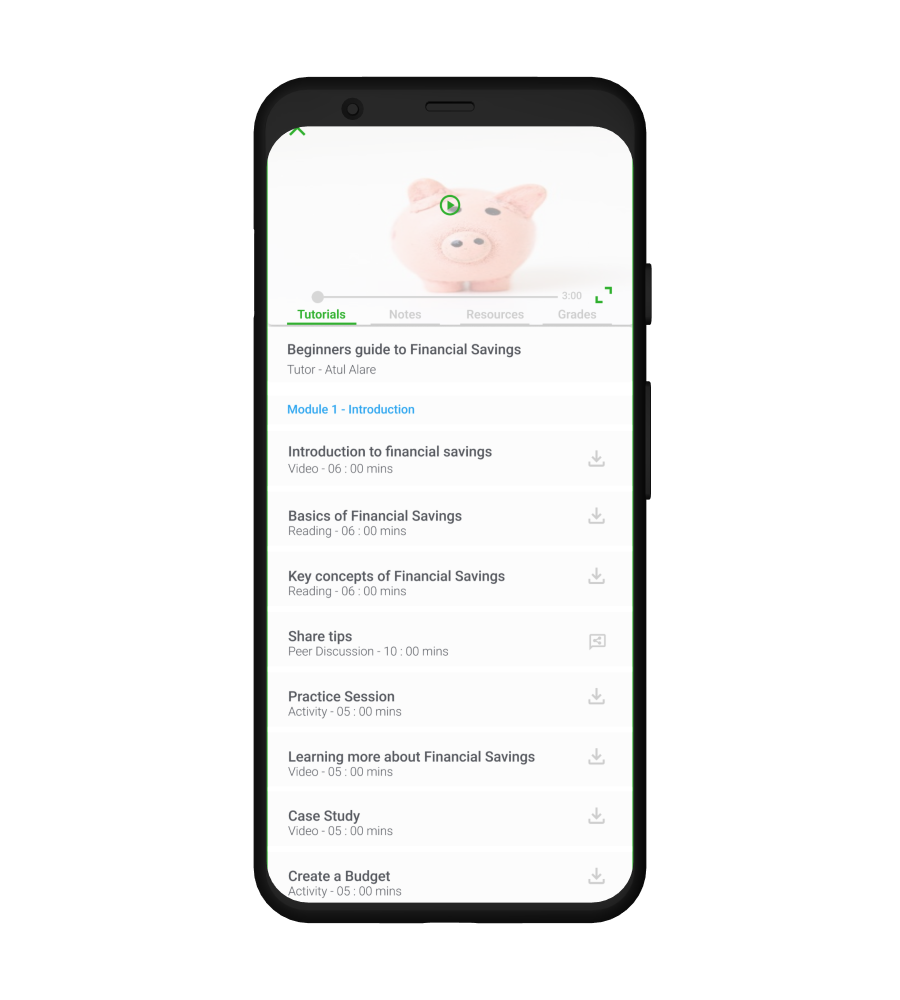 3:00
Tutorials Notes Resources Grades
Beginners guide to Financial Savings
Tutor - Atul Alare
Module 1 - Introduction
Introduction to financial savings
Video - 06 : 00 mins
Basics of Financial Savings
Reading - 06 : 00 mins
Key concepts of Financial Savings
Reading - 06 : 00 mins
Share tips
Peer Discussion - 10 : 00 mins
Practice Session
Activity - 05 : 00 mins
Learning more about Financial Savings
Video - 05 : 00 mins
Case Study
Video - 05 : 00 mins
Create a Budget
Activity - 05 : 00 mins